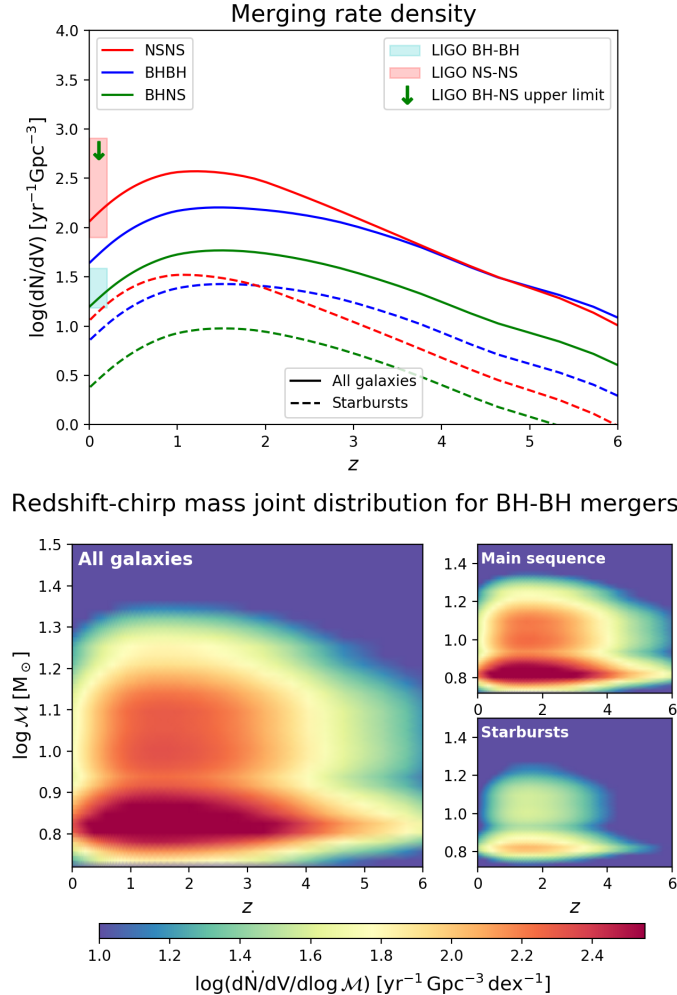 Merging rate density
4.0
3.5
3.0
2.5
2.0
1.5
1.0
0.5
0.0
log(dṄ/dV) [yr⁻¹Gpc⁻³]
NSNS
BHBH
BHNS
LIGO BH-BH
LIGO NS-NS
LIGO BH-NS upper limit
All galaxies
Starbursts
0 1 2 3 4 5 6
z
Redshift-chirp mass joint distribution for BH-BH mergers
All galaxies
1.5
1.4
1.3
1.2
1.1
1.0
0.9
0.8
log ℳ [M⊙]
0 1 2 3 4 5 6
z
Main sequence
1.4
1.2
1.0
0.8
0 2 4 6
Starbursts
1.4
1.2
1.0
0.8
0 2 4 6
z
1.0 1.2 1.4 1.6 1.8 2.0 2.2 2.4
log(dṄ/dV/dlog ℳ) [yr⁻¹ Gpc⁻³ dex⁻¹]